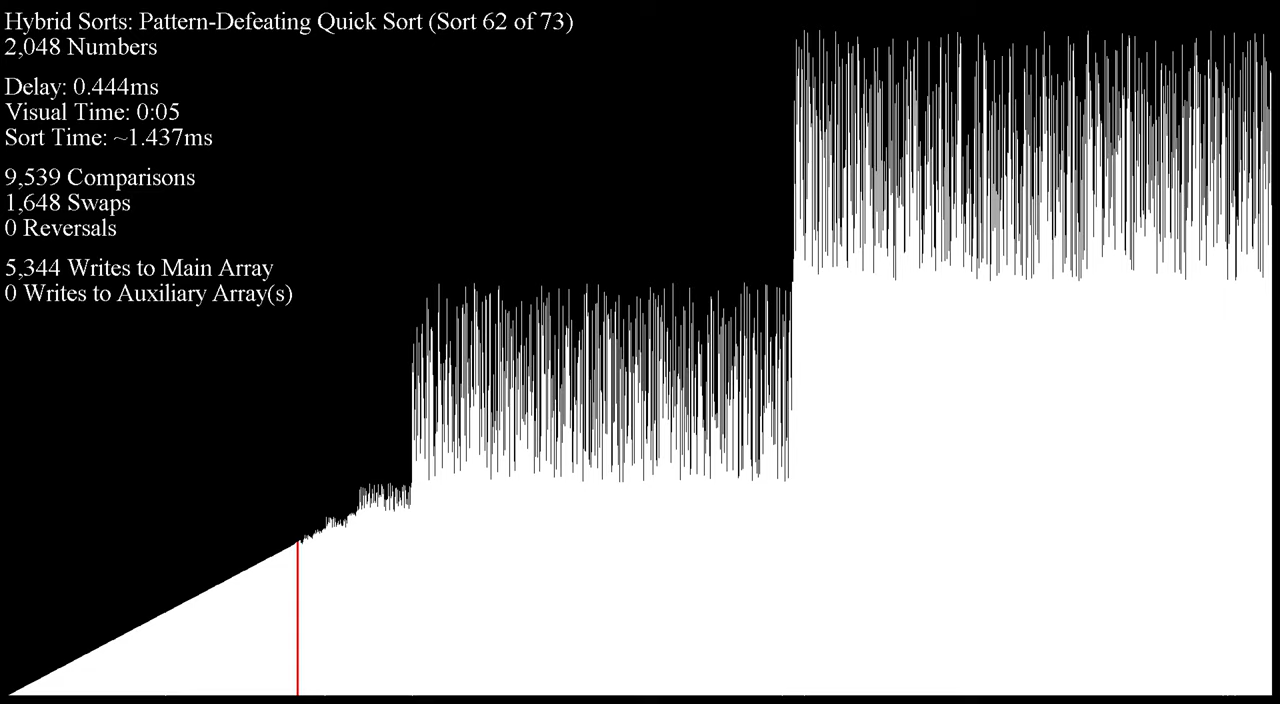 Hybrid Sorts: Pattern-Defeating Quick Sort (Sort 62 of 73)
2,048 Numbers
Delay: 0.444ms
Visual Time: 0:05
Sort Time: ~1.437ms
9,539 Comparisons
1,648 Swaps
0 Reversals
5,344 Writes to Main Array
0 Writes to Auxiliary Array(s)